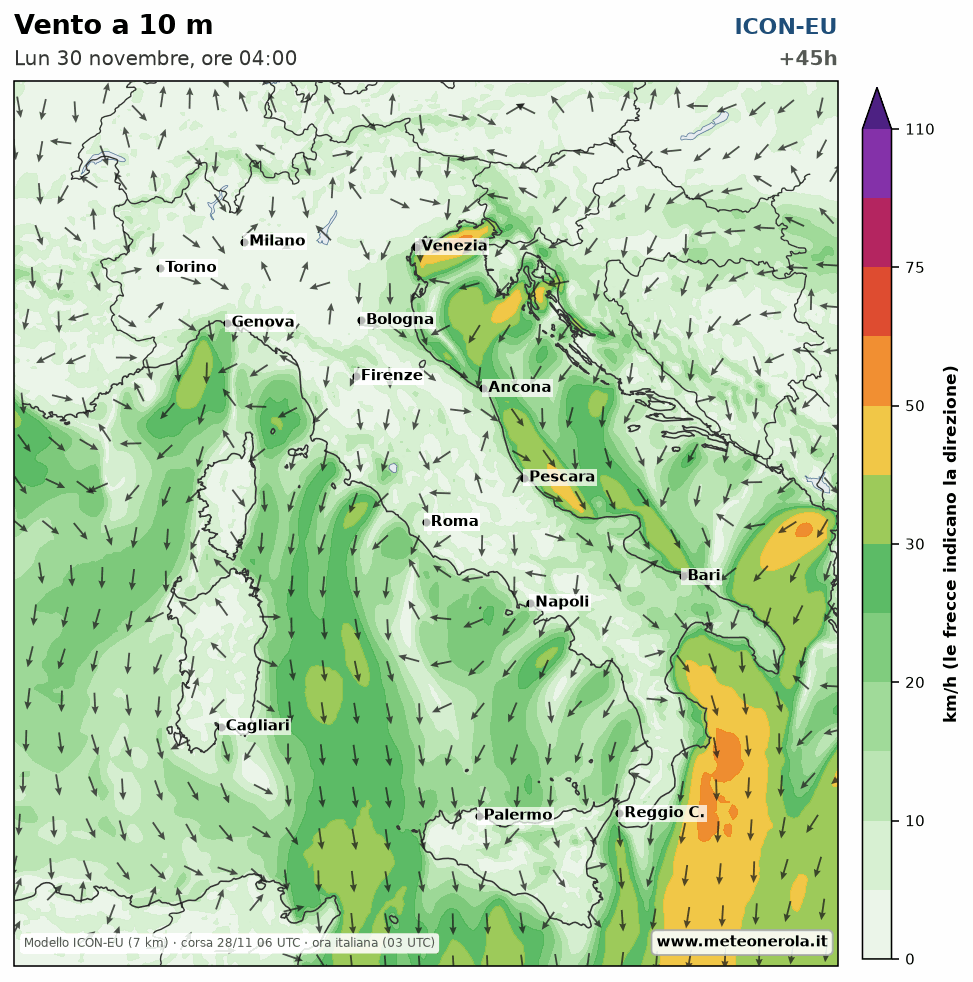 Vento a 10 m
ICON-EU
Lun 30 novembre, ore 04:00
+45h
110
Venezia
Milano
Torino
75
Genova
Bologna
Firenze
Ancona
50
Pescara
Roma
30
Bari
Napoli
20
Cagliari
Palermo
Reggio C.
10
km/h (le frecce indicano la direzione)
Modello ICON-EU (7 km) · corsa 28/11 06 UTC · ora italiana (03 UTC)
www.meteonerola.it
0